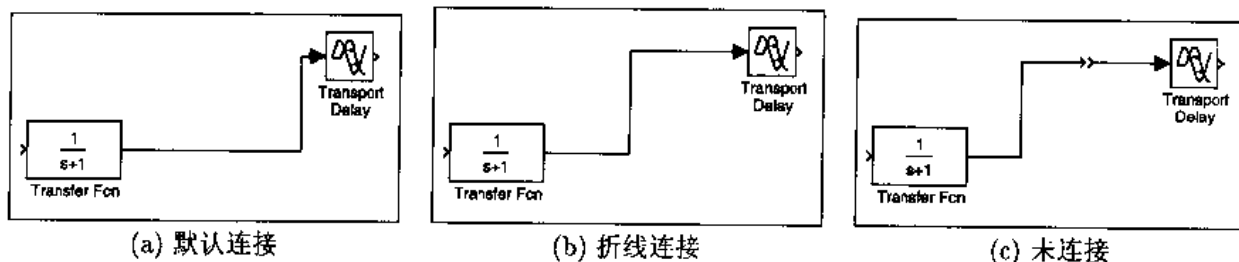 Transport
Delay
1
s+1
Transfer Fcn
(a) 默认连接
Transport
Delay
1
s+1
Transfer Fcn
(b) 折线连接
Transport
Delay
1
s+1
Transfer Fcn
(c) 未连接